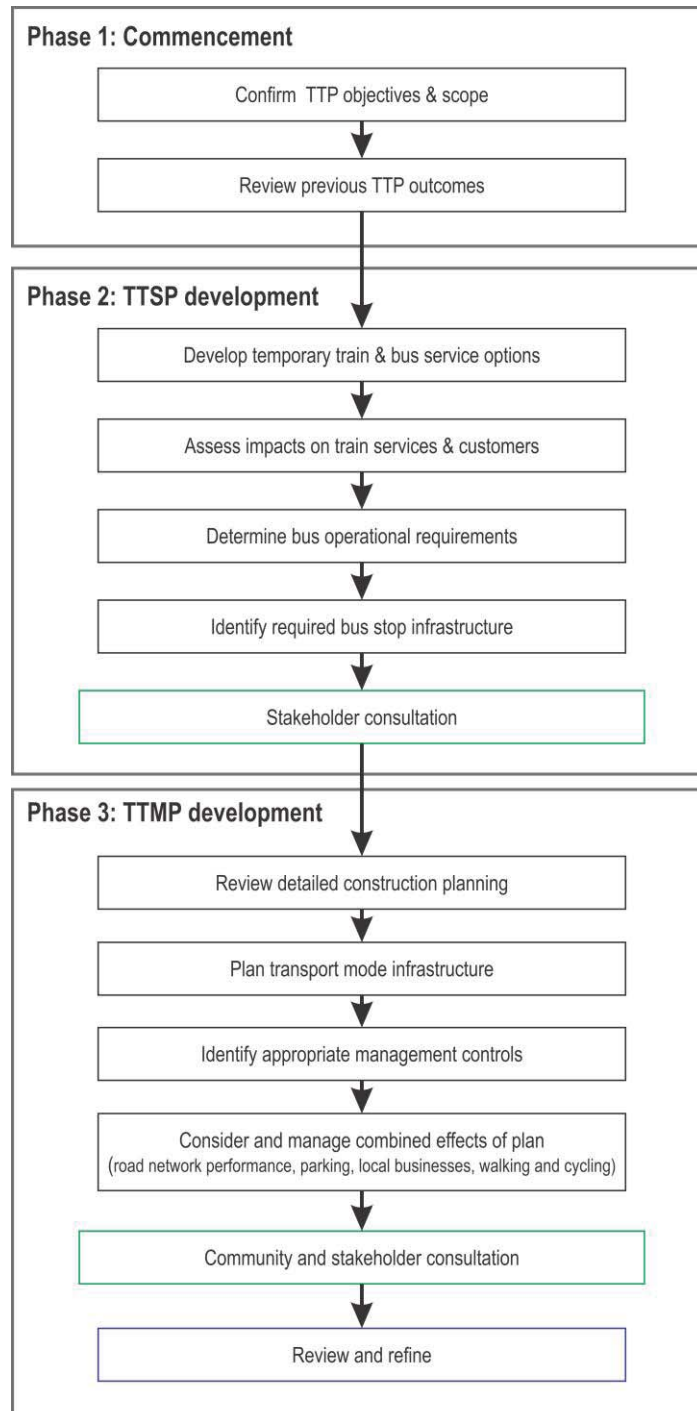 Phase 1: Commencement
Confirm TTP objectives & scope
Review previous TTP outcomes
Phase 2: TTSP development
Develop temporary train & bus service options
Assess impacts on train services & customers
Determine bus operational requirements
Identify required bus stop infrastructure
Stakeholder consultation
Phase 3: TTMP development
Review detailed construction planning
Plan transport mode infrastructure
Identify appropriate management controls
Consider and manage combined effects of plan
(road network performance, parking, local businesses, walking and cycling)
Community and stakeholder consultation
Review and refine